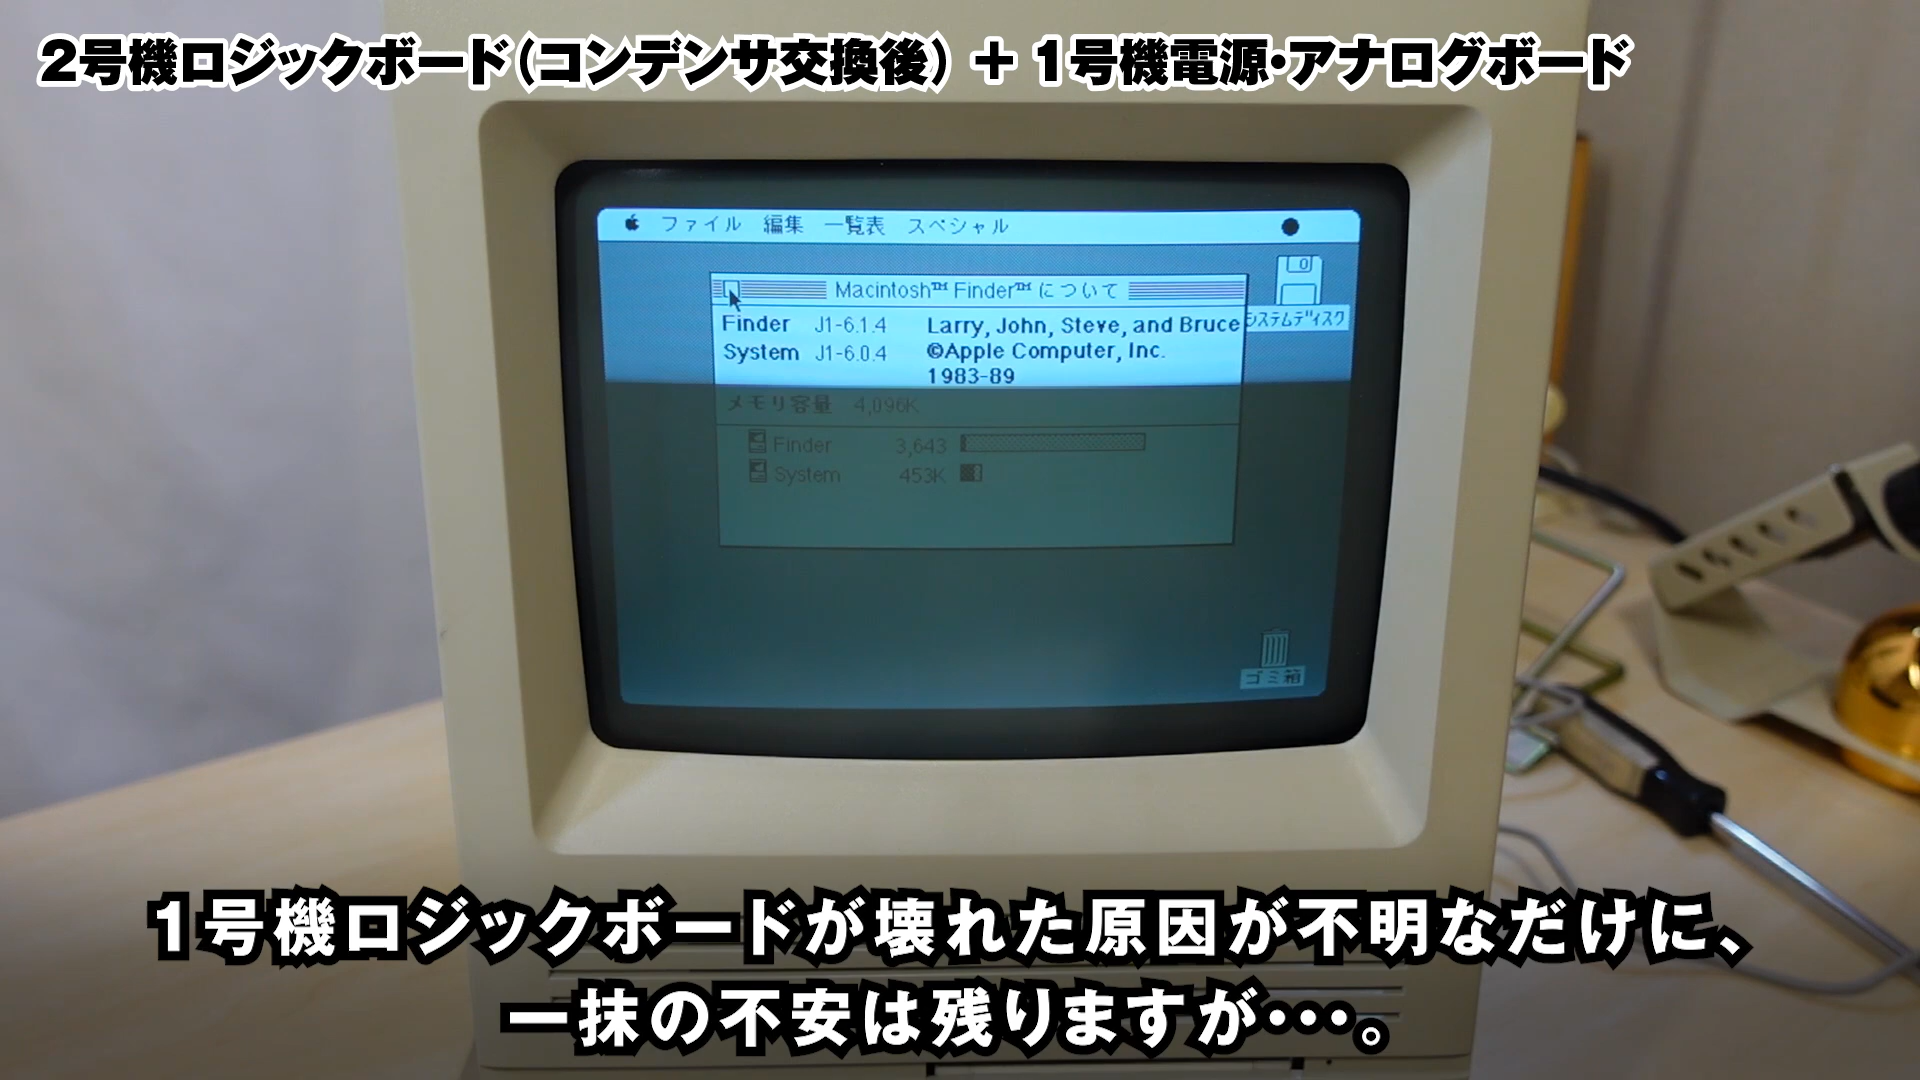 2号機ロジックボード（コンデンサ交換後）＋1号機電源・アナログボード
ファイル 編集 一覧表 スペシャル
Macintosh™ Finder™ について
Finder J1-6.1.4 Larry, John, Steve, and Bruce
System J1-6.0.4 ©Apple Computer, Inc.
1983-89
システムディスク
メモリ容量 4,096K
Finder 3,643
System 453K
ゴミ箱
1号機ロジックボードが壊れた原因が不明なだけに、
一抹の不安は残りますが・・・。